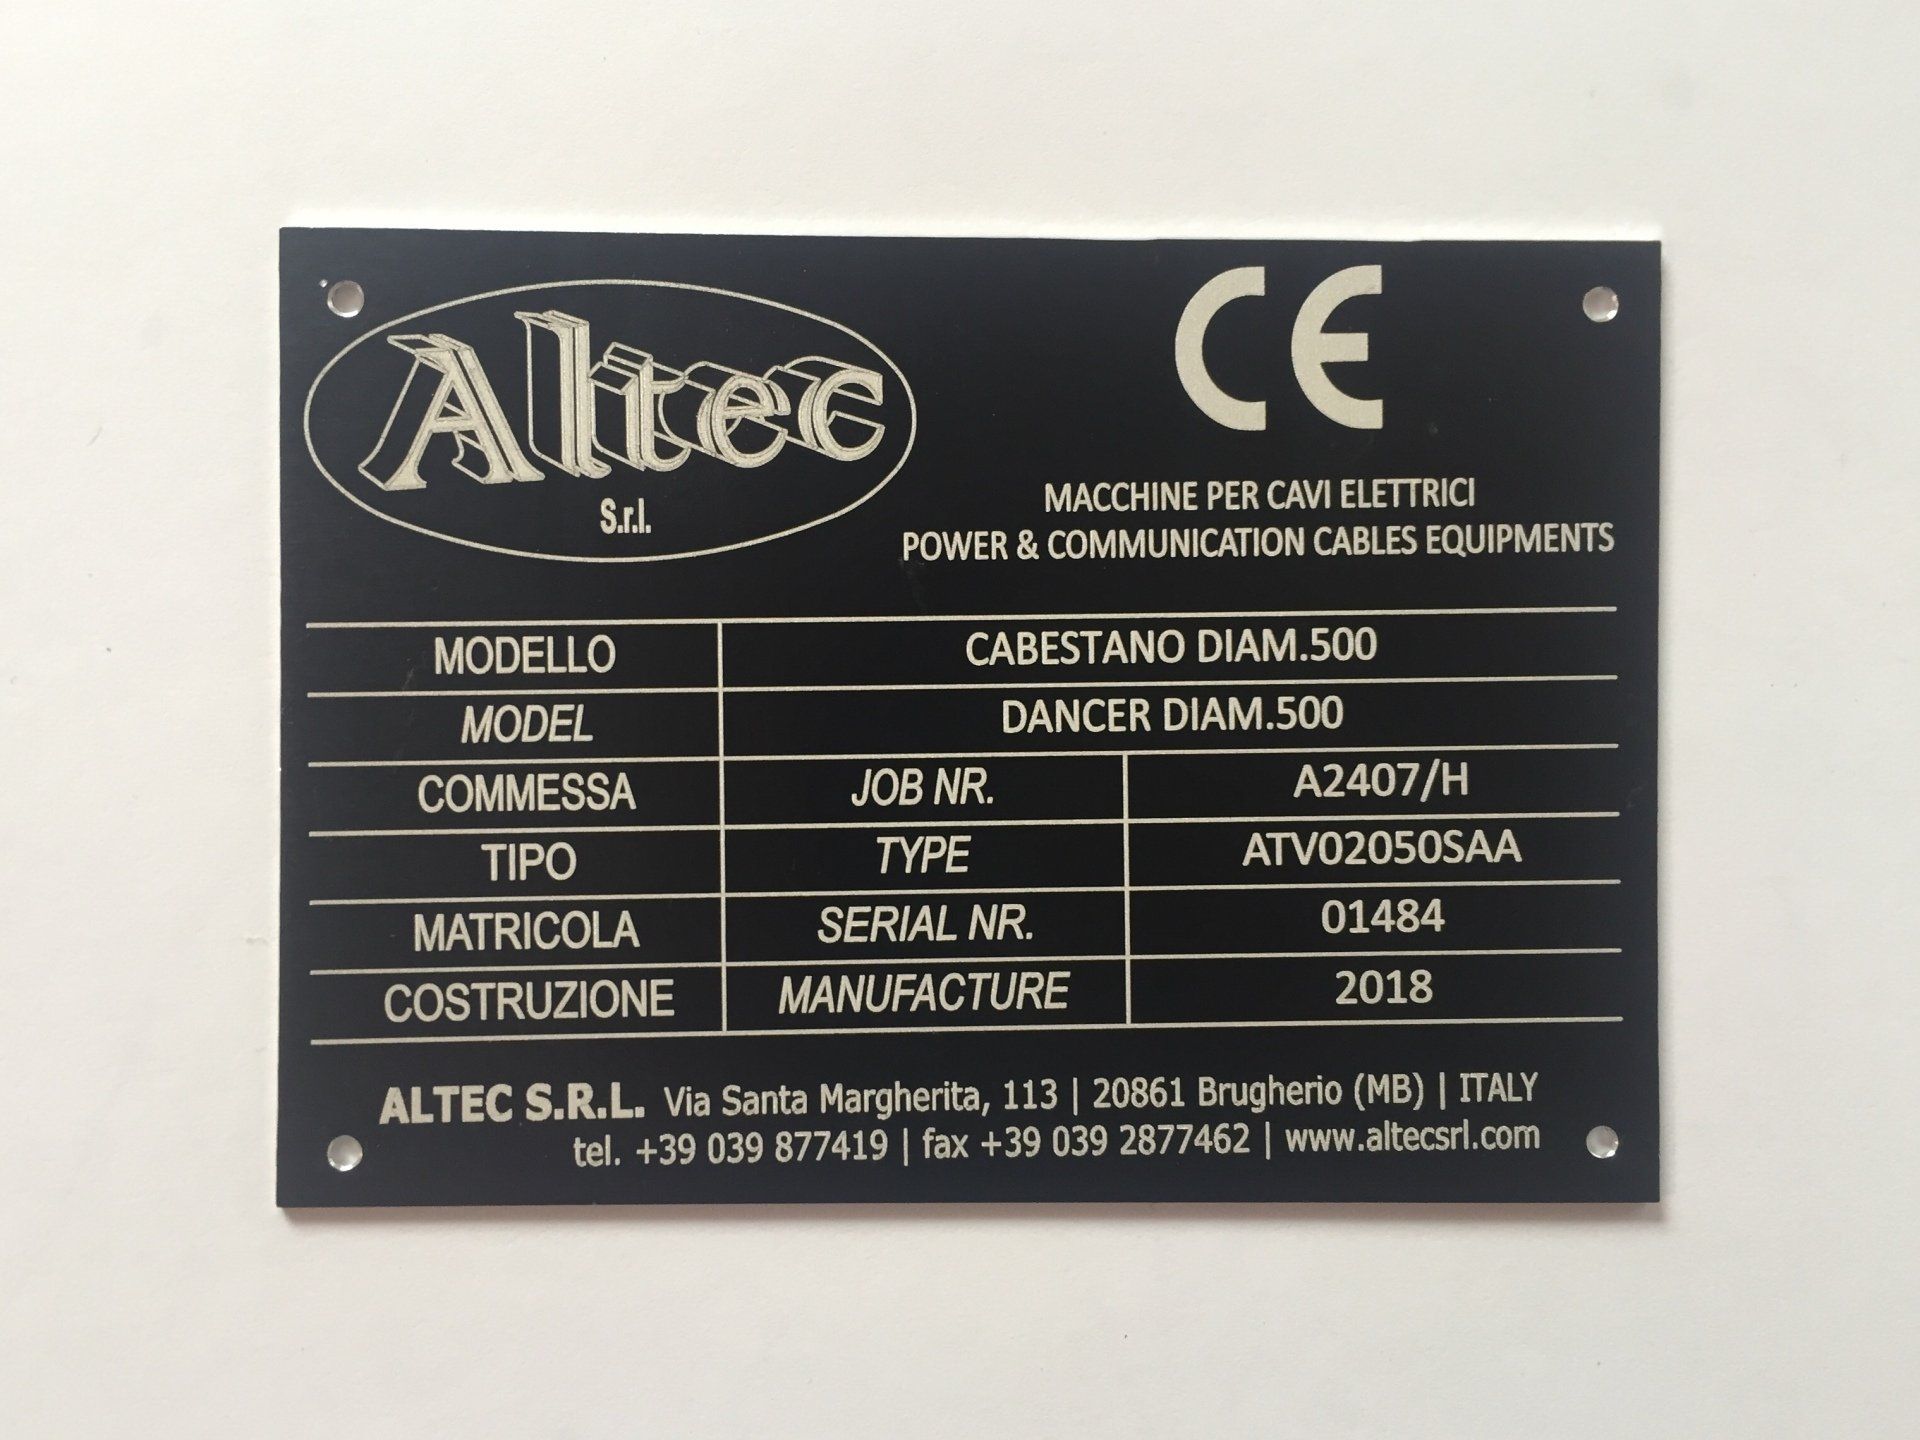 Altec
S.r.l.
CE
MACCHINE PER CAVI ELETTRICI
POWER & COMMUNICATION CABLES EQUIPMENTS
MODELLO CABESTANO DIAM.500
MODEL DANCER DIAM.500
COMMESSA JOB NR. A2407/H
TIPO TYPE ATV02050SAA
MATRICOLA SERIAL NR. 01484
COSTRUZIONE MANUFACTURE 2018
ALTEC S.R.L. Via Santa Margherita, 113 | 20861 Brugherio (MB) | ITALY
tel. +39 039 877419 | fax +39 039 2877462 | www.altecsrl.com